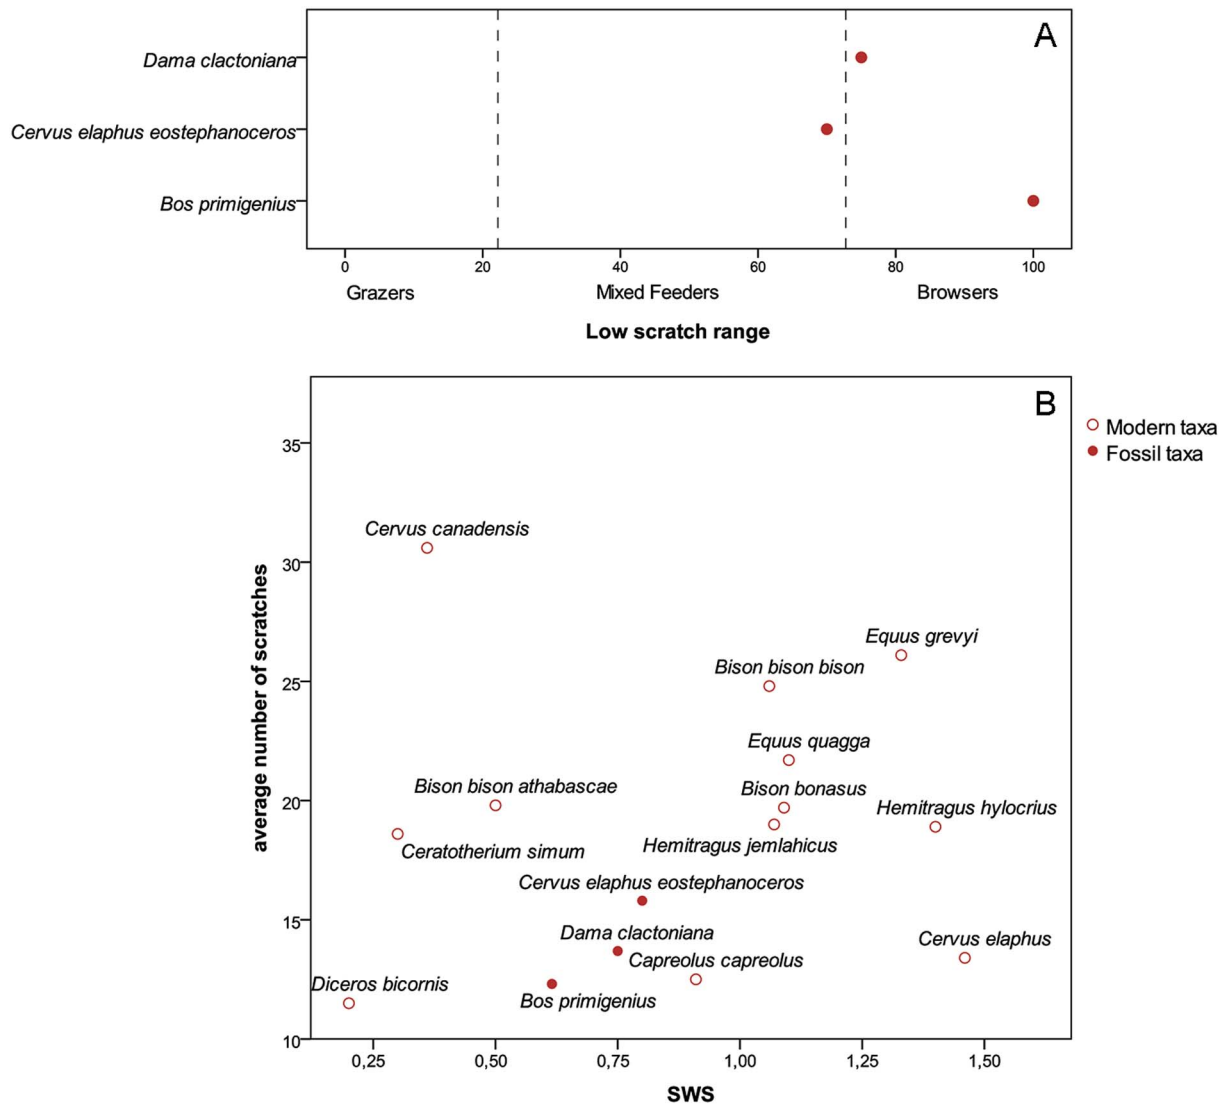 A
Dama clactoniana
Cervus elaphus eostephanoceros
Bos primigenius
0 20 40 60 80 100
Grazers Mixed Feeders Browsers
Low scratch range
B
Modern taxa
Fossil taxa
35
Cervus canadensis
30
Equus grevyi
Bison bison bison
25
Equus quagga
Bison bison athabascae
Bison bonasus
20
Hemitragus hylocrius
Hemitragus jemlahicus
Ceratotherium simum
Cervus elaphus eostephanoceros
15
Dama clactoniana
Cervus elaphus
Capreolus capreolus
Diceros bicornis
Bos primigenius
10
average number of scratches
0,25 0,50 0,75 1,00 1,25 1,50
SWS